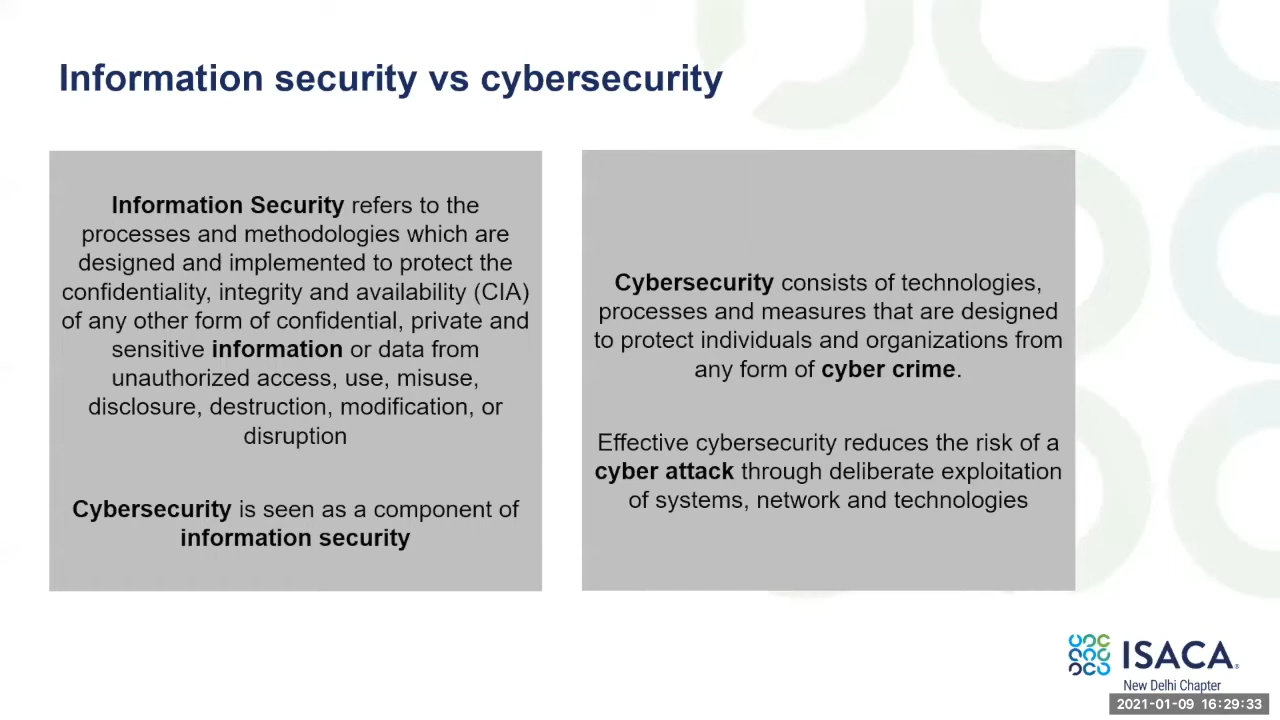 Information security vs cybersecurity
Information Security refers to the
processes and methodologies which are
designed and implemented to protect the
confidentiality, integrity and availability (CIA)
of any other form of confidential, private and
sensitive information or data from
unauthorized access, use, misuse,
disclosure, destruction, modification, or
disruption
Cybersecurity is seen as a component of
information security
Cybersecurity consists of technologies,
processes and measures that are designed
to protect individuals and organizations from
any form of cyber crime.
Effective cybersecurity reduces the risk of a
cyber attack through deliberate exploitation
of systems, network and technologies
ISACA®
New Delhi Chapter
2021-01-09 16:29:33